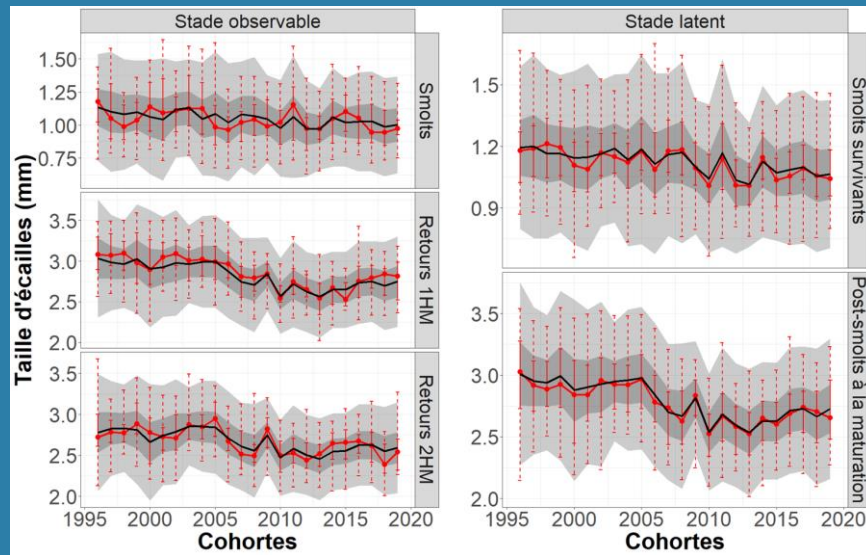 Stade observable
Stade latent
Taille d'écailles (mm)
1.50
1.25
1.00
0.75
Smolts
3.5
3.0
2.5
2.0
Retours 1HM
3.5
3.0
2.5
2.0
Retours 2HM
1995 2000 2005 2010 2015 2020
Cohortes
1.5
1.2
0.9
Smolts survivants
3.5
3.0
2.5
2.0
Post-smolts à la maturation
1995 2000 2005 2010 2015 2020
Cohortes